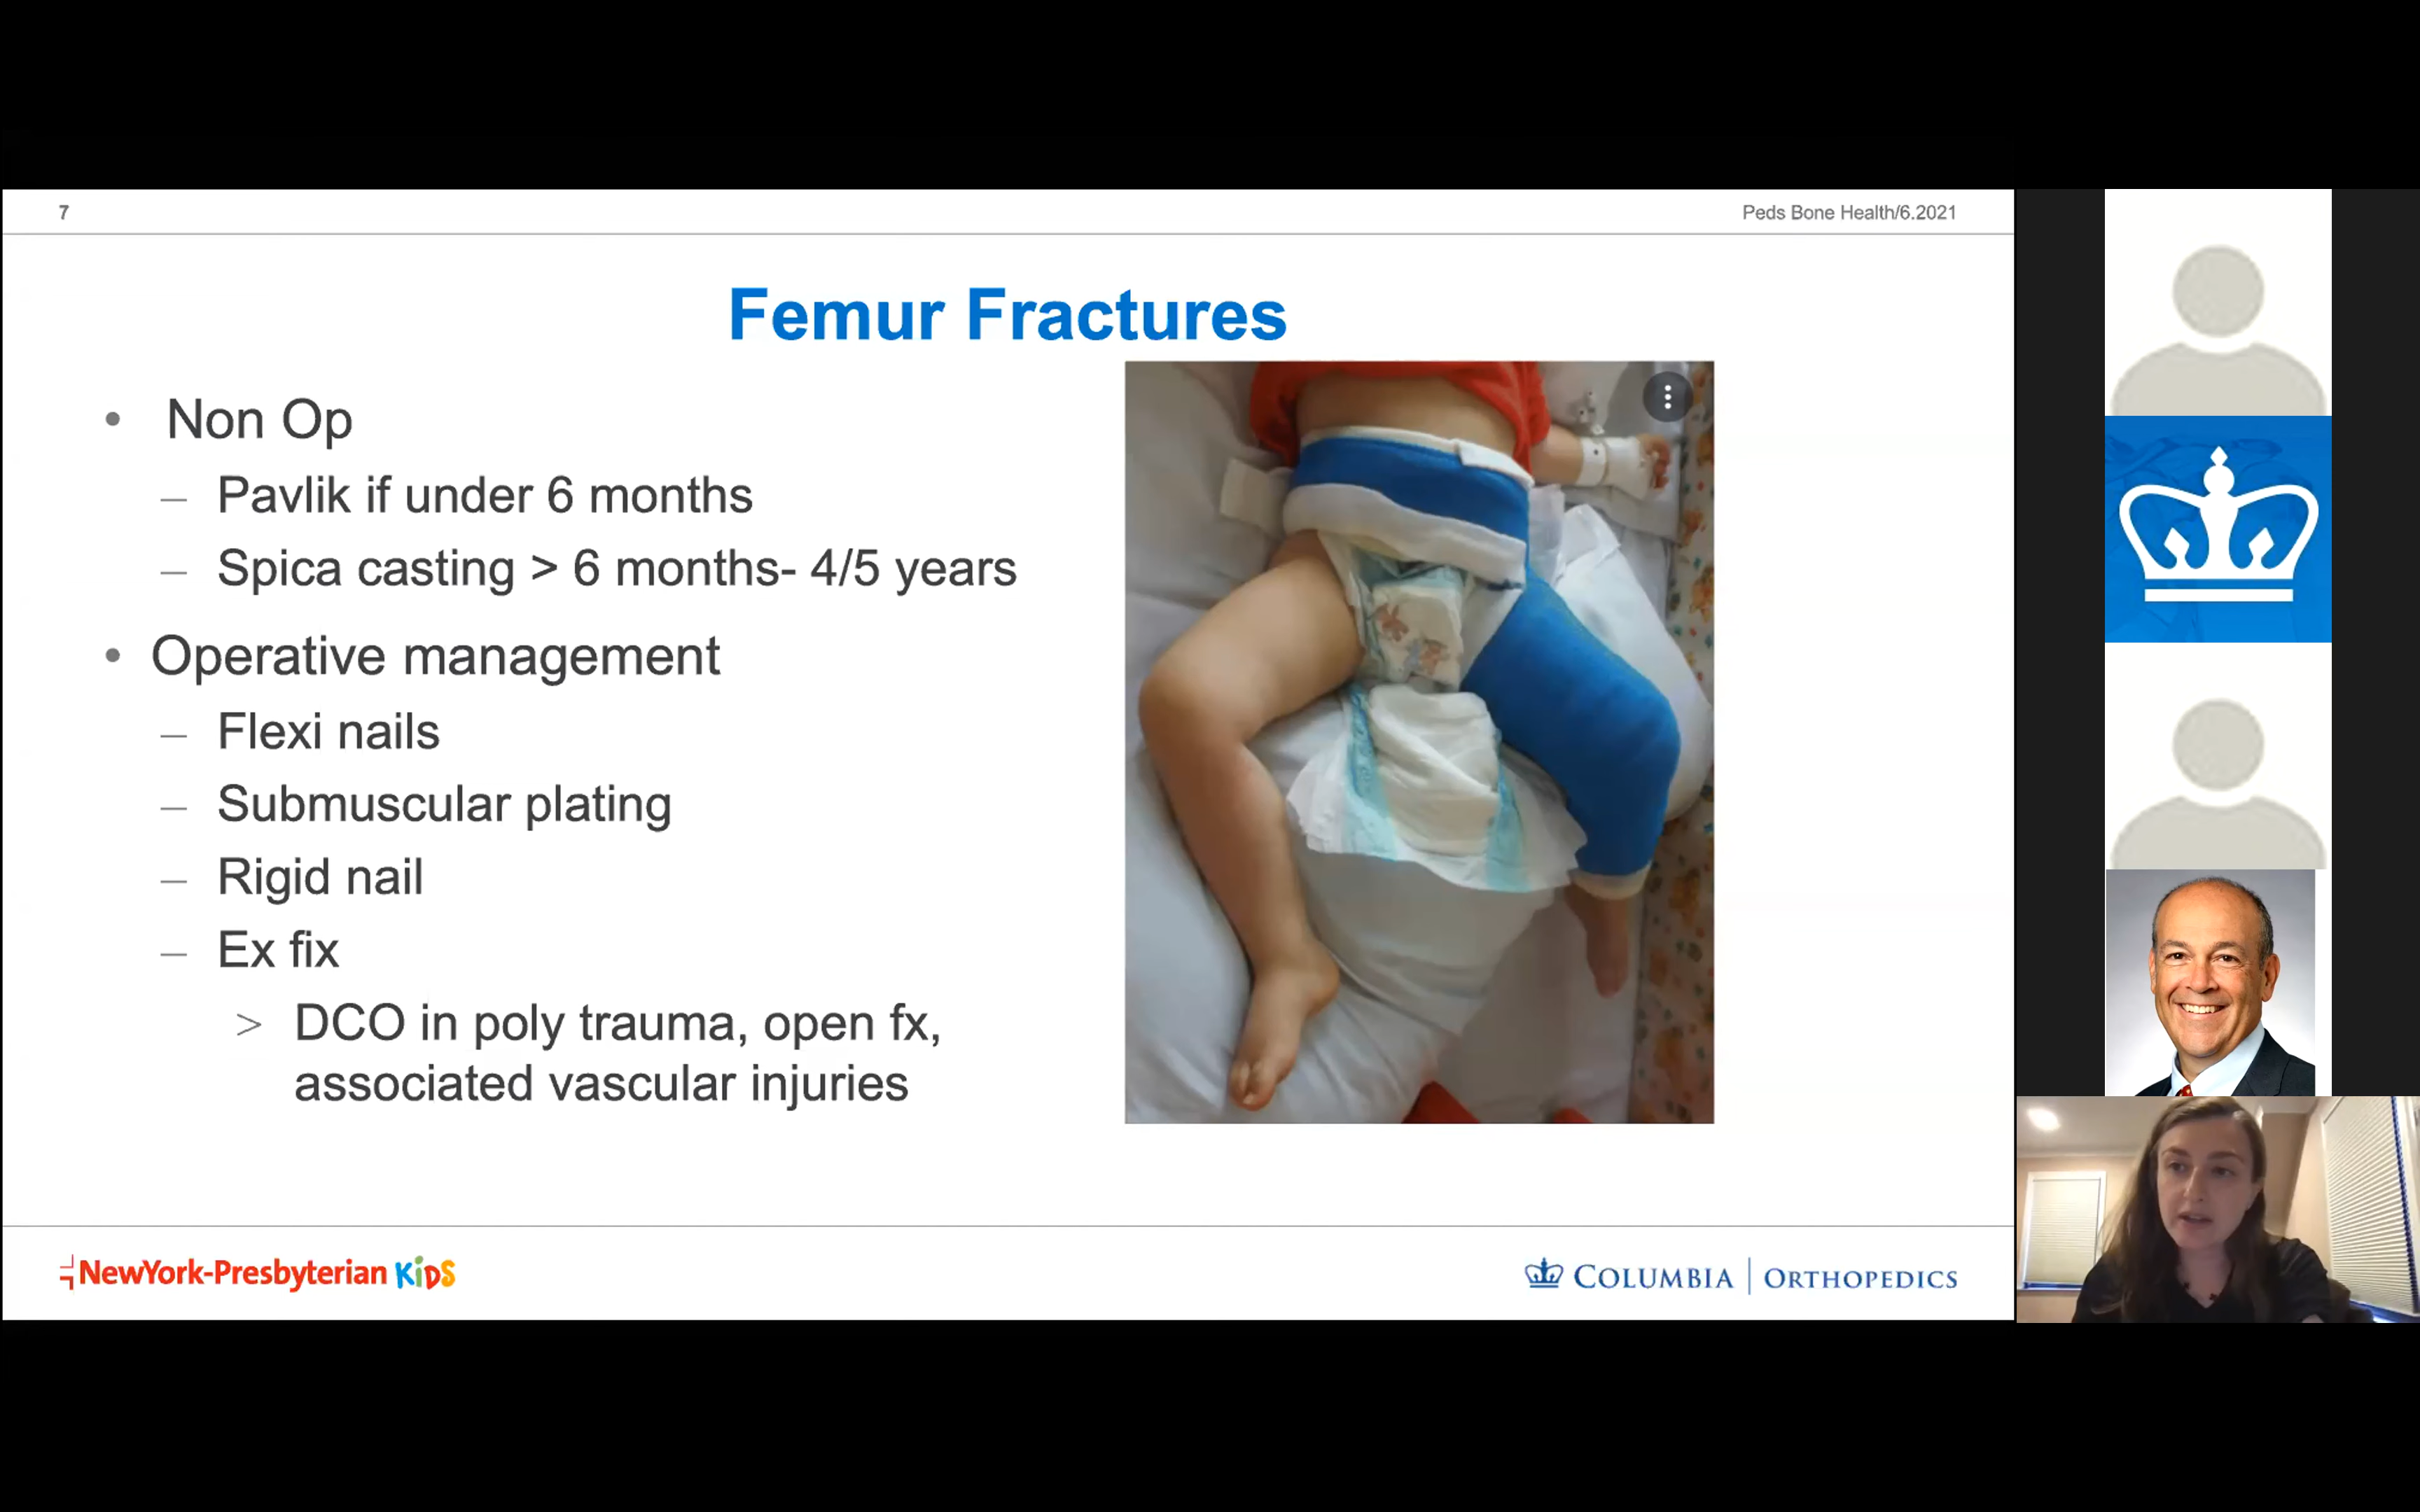 7
Peds Bone Health/6.2021
Femur Fractures
• Non Op
– Pavlik if under 6 months
– Spica casting > 6 months- 4/5 years
• Operative management
– Flexi nails
– Submuscular plating
– Rigid nail
– Ex fix
> DCO in poly trauma, open fx,
associated vascular injuries
NewYork-Presbyterian KiDS
COLUMBIA | ORTHOPEDICS